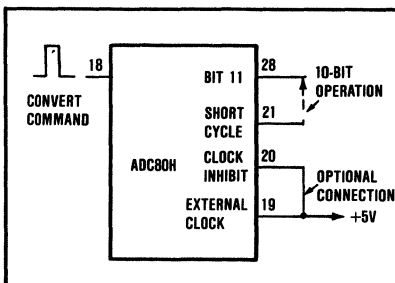 18
CONVERT
COMMAND
ADC80H
BIT 11
28
SHORT
CYCLE
21
CLOCK
INHIBIT
20
EXTERNAL
CLOCK
19
10-BIT
OPERATION
OPTIONAL
CONNECTION
+5V